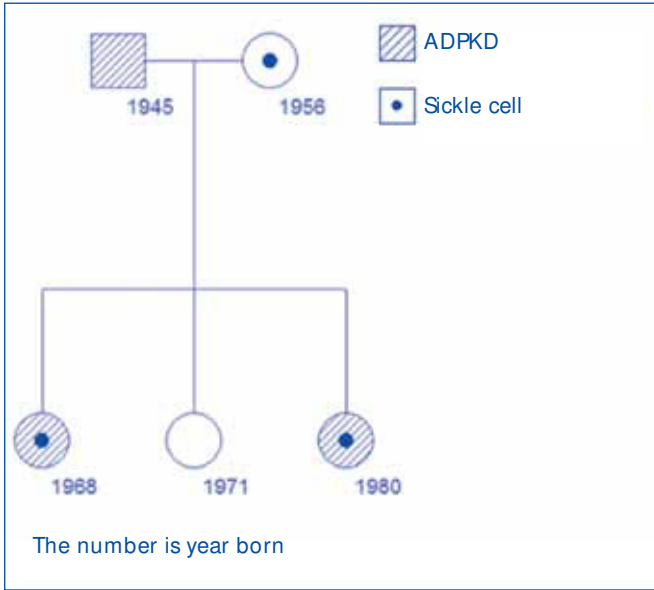 ADPKD
1945 1956
Sickle cell
1968 1971 1980
The number is year born